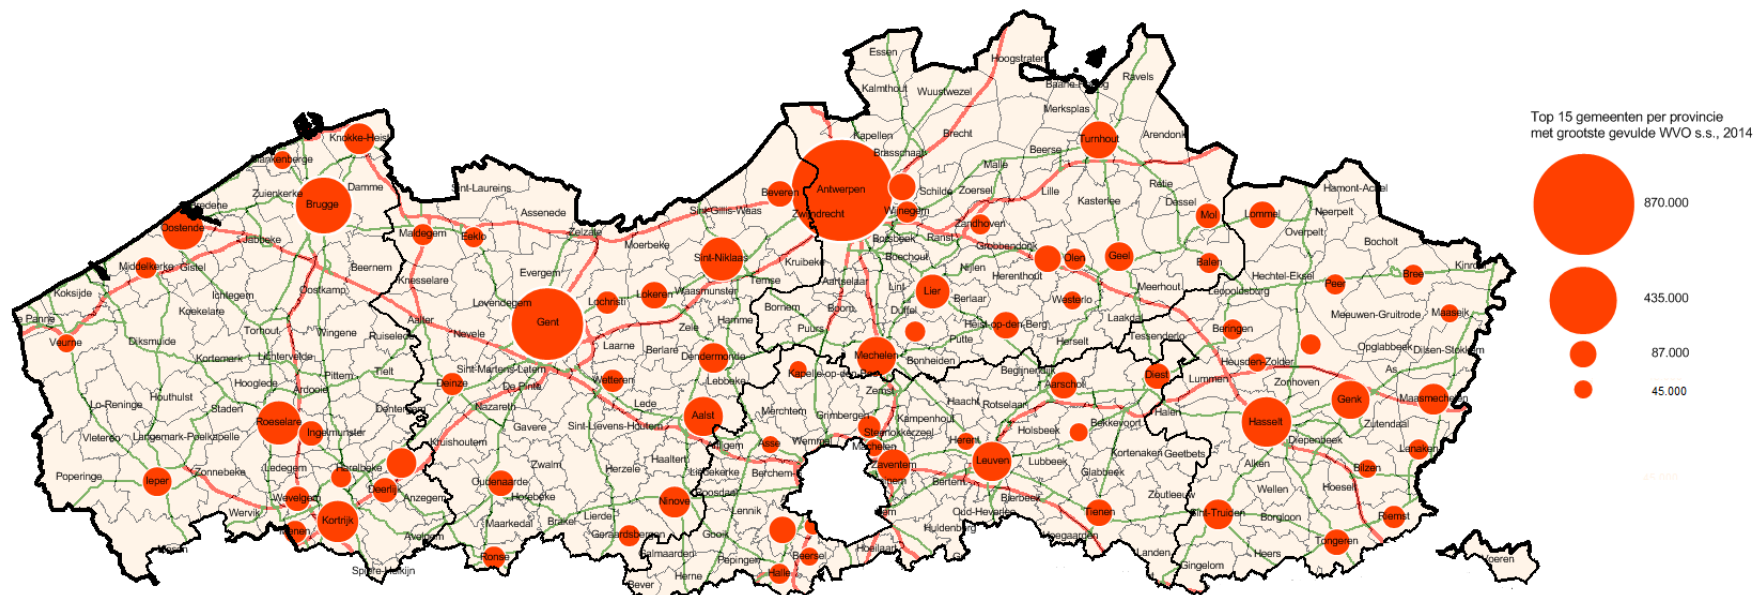 Top 15 gemeenten per provincie
met grootste gevulde WVO s.s., 2014
870.000
435.000
87.000
45.000
Essen
Hoogstraten
Kalmthout
Wuustwezel
Ravels
Merksplas
Knokke-Heist
Kapellen
Brecht
Turnhout
Arendonk
Brasschaat
Beerse
Malle
Zuienkerke
Damme
Sint-Laureins
Antwerpen
Beveren
Schilde
Zoersel
Lille
Retie
Hamont-Achel
Brugge
Assenede
Sint-Gillis-Waas
Zwijndrecht
Wijnegem
Kasterlee
Dessel
Mol
Lommel
Neerpelt
Oostende
Jabbeke
Maldegem
Eeklo
Zelzate
Moerbeke
Borsbeek
Ranst
Zandhoven
Grobbendonk
Overpelt
Bocholt
Middelkerke
Gistel
Beernem
Knesselare
Evergem
Sint-Niklaas
Kruibeke
Boechout
Nijlen
Herenthout
Olen
Geel
Balen
Hechtel-Eksel
Bree
Koksijde
Ichtegem
Oostkamp
Lovendegem
Lochristi
Lokeren
Waasmunster
Temse
Aartselaar
Lint
Lier
Berlaar
Westerlo
Meerhout
Leopoldsburg
Peer
Koekelare
Aalter
Nevele
Gent
Hamme
Bornem
Boom
Duffel
Heist-op-den-Berg
Laakdal
Meeuwen-Gruitrode
Maaseik
Veurne
Diksmuide
Torhout
Wingene
Ruiselede
Laarne
Zele
Puurs
Putte
Herselt
Tessenderlo
Beringen
Kortemark
Lichtervelde
Berlare
Dendermonde
Mechelen
Bonheiden
Heusden-Zolder
Opglabbeek
Dilsen-Stokkem
Tielt
Pittem
Sint-Martens-Latem
De Pinte
Wetteren
Lebbeke
Kapelle-op-den-Bos
Zemst
Begijnendijk
Aarschot
Diest
Lummen
Zonhoven
As
Houthulst
Hooglede
Ardooie
Deinze
Nazareth
Lede
Aalst
Merchtem
Grimbergen
Kampenhout
Haacht
Rotselaar
Halen
Genk
Maasmechelen
Lo-Reninge
Staden
Roeselare
Dentergem
Gavere
Sint-Lievens-Houtem
Steenokkerzeel
Holsbeek
Bekkevoort
Hasselt
Zutendaal
Vleteren
Langemark-Poelkapelle
Ingelmunster
Kruishoutem
Asse
Wemmel
Machelen
Herent
Diepenbeek
Lanaken
Poperinge
Zonnebeke
Ledegem
Harelbeke
Zwalm
Herzele
Haaltert
Liedekerke
Zaventem
Leuven
Lubbeek
Glabbeek
Kortenaken
Geetbets
Alken
Bilzen
Ieper
Wevelgem
Deerlijk
Anzegem
Oudenaarde
Horebeke
Ninove
Roosdaal
Bertem
Bierbeek
Zoutleeuw
Wellen
Hoeselt
Wervik
Kortrijk
Maarkedal
Brakel
Lierde
Lennik
Oud-Heverlee
Tienen
Sint-Truiden
Borgloon
Riemst
Avelgem
Geraardsbergen
Gooik
Huldenberg
Hoegaarden
Tongeren
Spiere-Helkijn
Ronse
Galmaarden
Pepingen
Beersel
Hoeilaart
Landen
Heers
Voeren
Bever
Herne
Halle
Gingelom